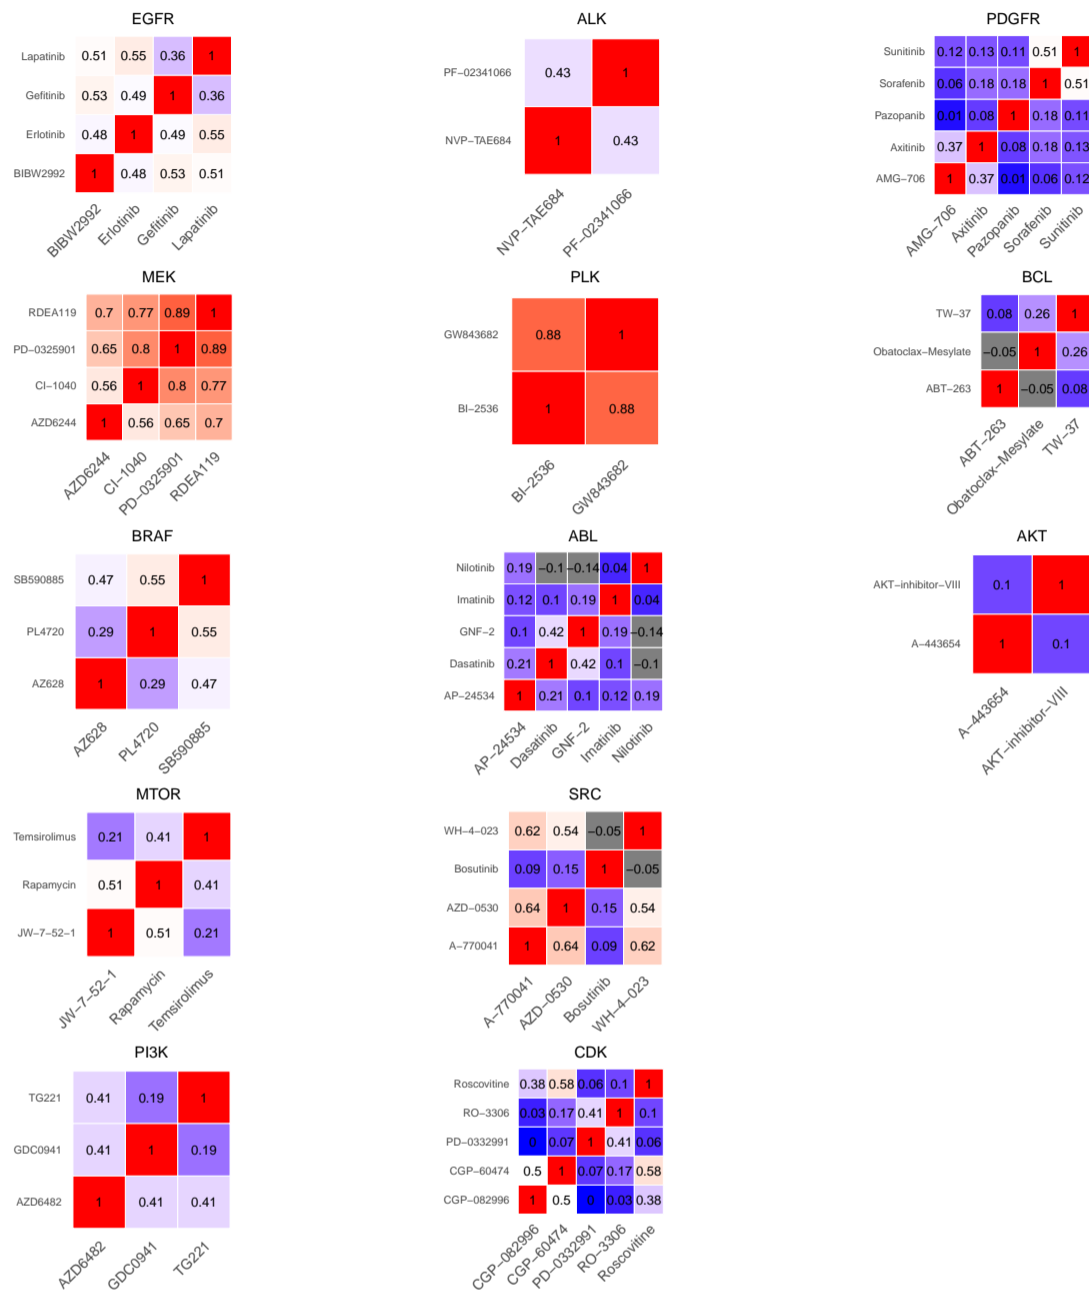 EGFR
Lapatinib 0.51 0.55 0.36 1
Gefitinib 0.53 0.49 1 0.36
Erlotinib 0.48 1 0.49 0.55
BIBW2992 1 0.48 0.53 0.51
BIBW2992 Erlotinib Gefitinib Lapatinib
ALK
PF−02341066 0.43 1
NVP−TAE684 1 0.43
NVP−TAE684 PF−02341066
PDGFR
Sunitinib 0.12 0.13 0.11 0.51 1
Sorafenib 0.06 0.18 0.18 1 0.51
Pazopanib 0.01 0.08 1 0.18 0.11
Axitinib 0.37 1 0.08 0.18 0.13
AMG−706 1 0.37 0.01 0.06 0.12
AMG−706 Axitinib Pazopanib Sorafenib Sunitinib
MEK
RDEA119 0.7 0.77 0.89 1
PD−0325901 0.65 0.8 1 0.89
CI−1040 0.56 1 0.8 0.77
AZD6244 1 0.56 0.65 0.7
AZD6244 CI−1040 PD−0325901 RDEA119
PLK
GW843682 0.88 1
BI−2536 1 0.88
BI−2536 GW843682
BCL
TW−37 0.08 0.26 1
Obatoclax−Mesylate −0.05 1 0.26
ABT−263 1 −0.05 0.08
ABT−263 Obatoclax−Mesylate TW−37
BRAF
SB590885 0.47 0.55 1
PL4720 0.29 1 0.55
AZ628 1 0.29 0.47
AZ628 PL4720 SB590885
ABL
Nilotinib 0.19 −0.1 −0.14 0.04 1
Imatinib 0.12 0.1 0.19 1 0.04
GNF−2 0.1 0.42 1 0.19 −0.14
Dasatinib 0.21 1 0.42 0.1 −0.1
AP−24534 1 0.21 0.1 0.12 0.19
AP−24534 Dasatinib GNF−2 Imatinib Nilotinib
AKT
AKT−inhibitor−VIII 0.1 1
A−443654 1 0.1
A−443654 AKT−inhibitor−VIII
MTOR
Temsirolimus 0.21 0.41 1
Rapamycin 0.51 1 0.41
JW−7−52−1 1 0.51 0.21
JW−7−52−1 Rapamycin Temsirolimus
SRC
WH−4−023 0.62 0.54 −0.05 1
Bosutinib 0.09 0.15 1 −0.05
AZD−0530 0.64 1 0.15 0.54
A−770041 1 0.64 0.09 0.62
A−770041 AZD−0530 Bosutinib WH−4−023
PI3K
TG221 0.41 0.19 1
GDC0941 0.41 1 0.19
AZD6482 1 0.41 0.41
AZD6482 GDC0941 TG221
CDK
Roscovitine 0.38 0.58 0.06 0.1 1
RO−3306 0.03 0.17 0.41 1 0.1
PD−0332991 0 0.07 1 0.41 0.06
CGP−60474 0.5 1 0.07 0.17 0.58
CGP−082996 1 0.5 0 0.03 0.38
CGP−082996 CGP−60474 PD−0332991 RO−3306 Roscovitine